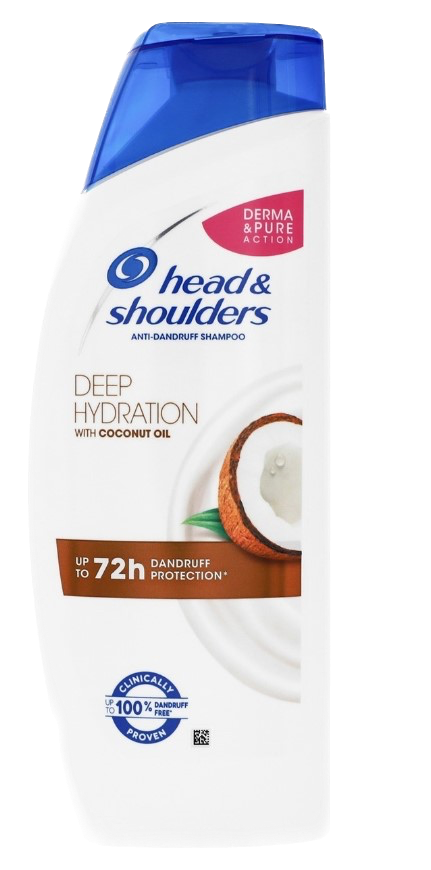 DERMA
&PURE
ACTION
head&
shoulders
ANTI-DANDRUFF SHAMPOO
DEEP
HYDRATION
WITH COCONUT OIL
UP TO 72h DANDRUFF
PROTECTION*
CLINICALLY
UP TO 100% DANDRUFF
FREE*
PROVEN